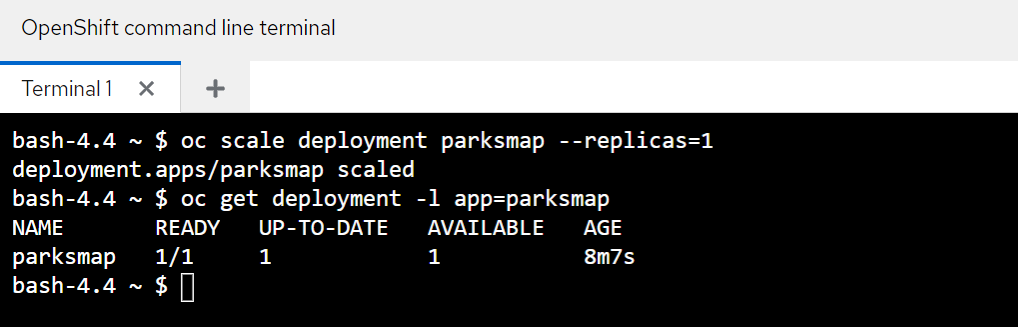 OpenShift command line terminal
Terminal 1 × +
bash-4.4 ~ $ oc scale deployment parksmap --replicas=1
deployment.apps/parksmap scaled
bash-4.4 ~ $ oc get deployment -l app=parksmap
NAME READY UP-TO-DATE AVAILABLE AGE
parksmap 1/1 1 1 8m7s
bash-4.4 ~ $